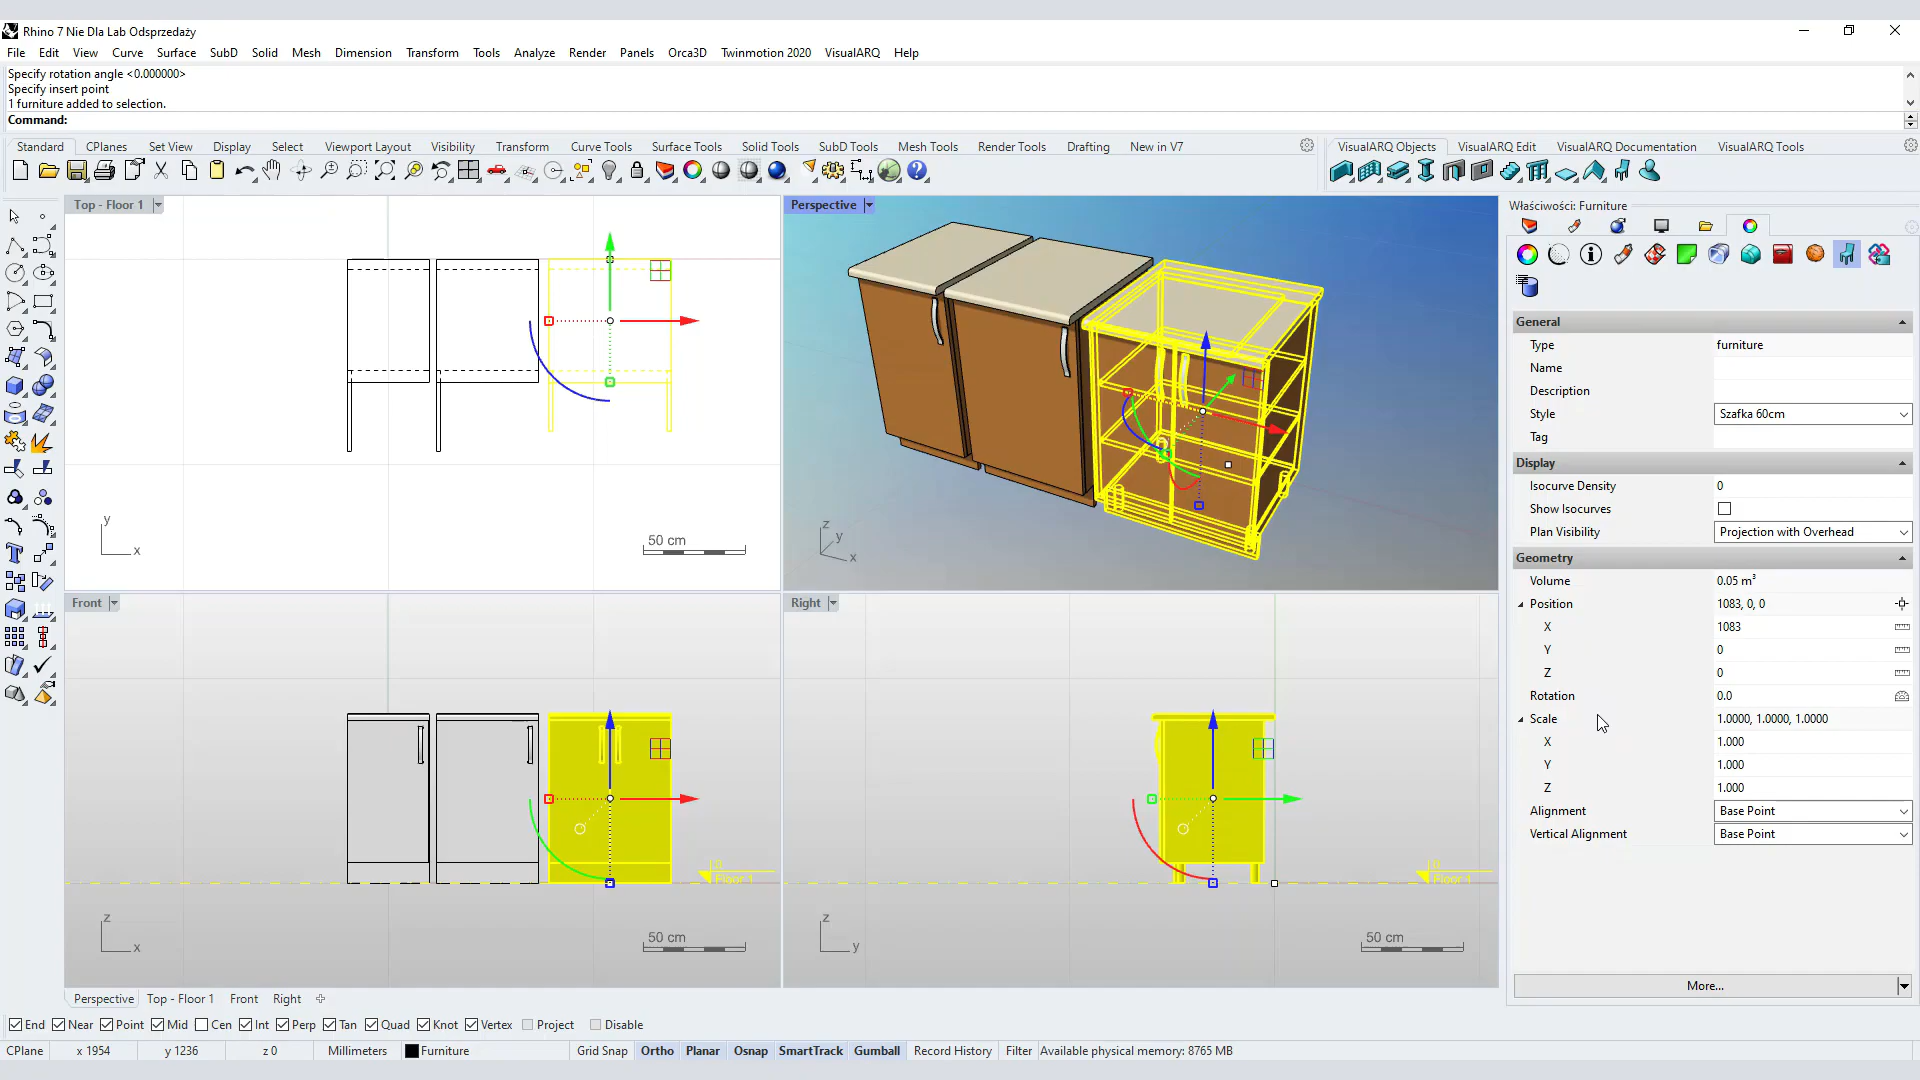 Rhino 7 Nie Dla Lab Odsprzedaży
File Edit View Curve Surface SubD Solid Mesh Dimension Transform Tools Analyze Render Panels Orca3D Twinmotion 2020 VisualARQ Help
Specify rotation angle <0.000000>
Specify insert point
1 furniture added to selection.
Command:
Standard CPlanes Set View Display Select Viewport Layout Visibility Transform Curve Tools Surface Tools Solid Tools SubD Tools Mesh Tools Render Tools Drafting New in V7
VisualARQ Objects VisualARQ Edit VisualARQ Documentation VisualARQ Tools
Top - Floor 1
y
x
50 cm
Perspective
z
y
x
Front
0
Floor 1
z
x
50 cm
Right
0
Floor 1
z
y
50 cm
Właściwości: Furniture
General
Type furniture
Name
Description
Style Szafka 60cm
Tag
Display
Isocurve Density 0
Show Isocurves
Plan Visibility Projection with Overhead
Geometry
Volume 0.05 m³
Position 1083, 0, 0
X 1083
Y 0
Z 0
Rotation 0.0
Scale 1.0000, 1.0000, 1.0000
X 1.000
Y 1.000
Z 1.000
Alignment Base Point
Vertical Alignment Base Point
More...
Perspective Top - Floor 1 Front Right
End Near Point Mid Cen Int Perp Tan Quad Knot Vertex Project Disable
CPlane x 1954 y 1236 z 0 Millimeters Furniture Grid Snap Ortho Planar Osnap SmartTrack Gumball Record History Filter Available physical memory: 8765 MB